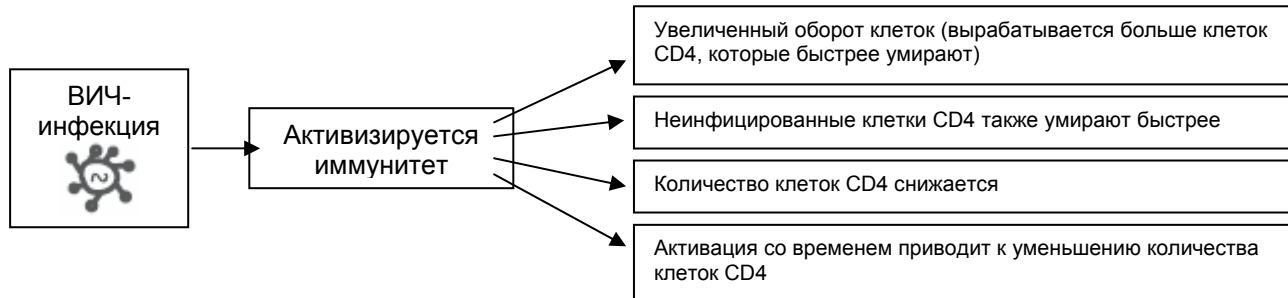 ВИЧ-
инфекция
Активизируется
иммунитет
Увеличенный оборот клеток (вырабатывается больше клеток
CD4, которые быстрее умирают)
Неинфицированные клетки CD4 также умирают быстрее
Количество клеток CD4 снижается
Активация со временем приводит к уменьшению количества
клеток CD4